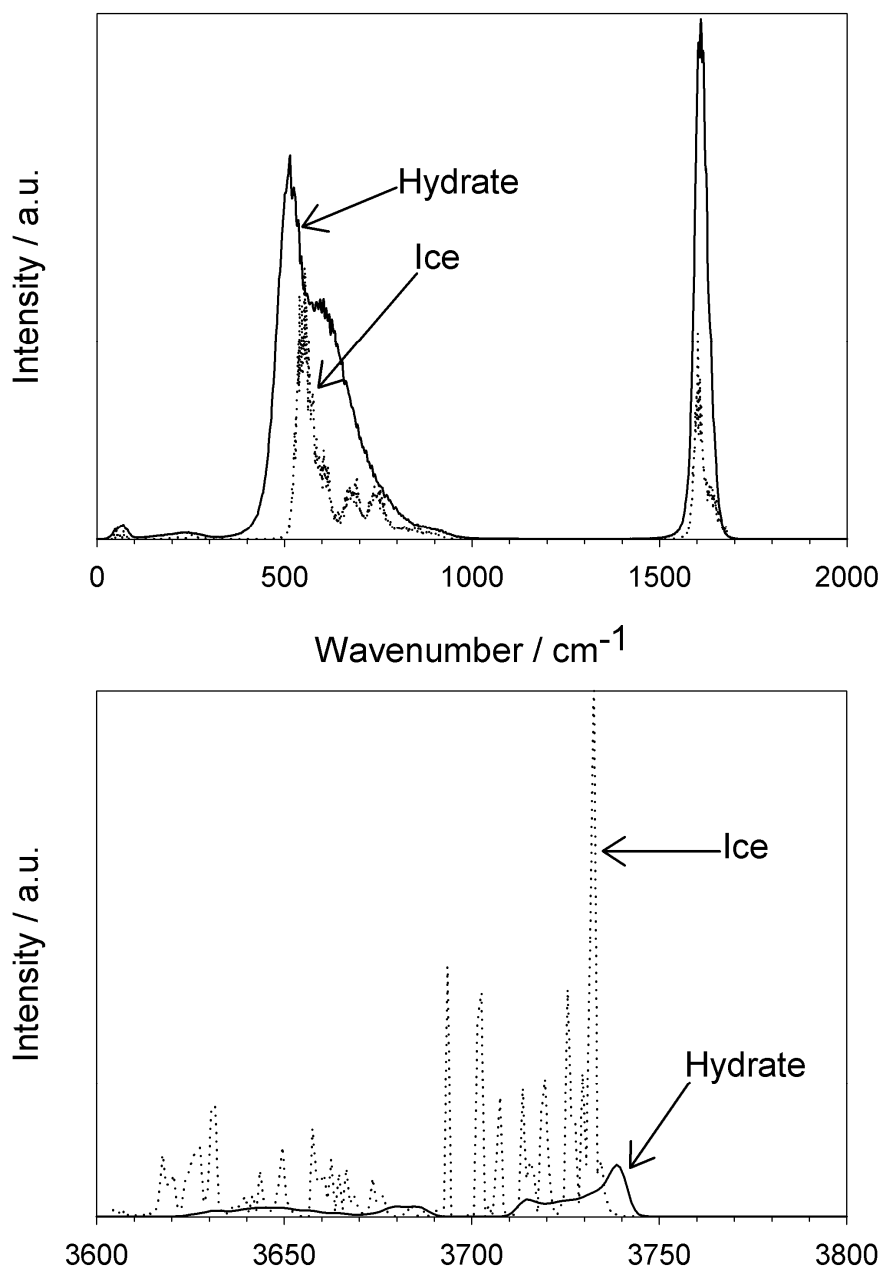 Intensity / a.u.
Hydrate
Ice
0 500 1000 1500 2000
Wavenumber / cm-1
Intensity / a.u.
Ice
Hydrate
3600 3650 3700 3750 3800